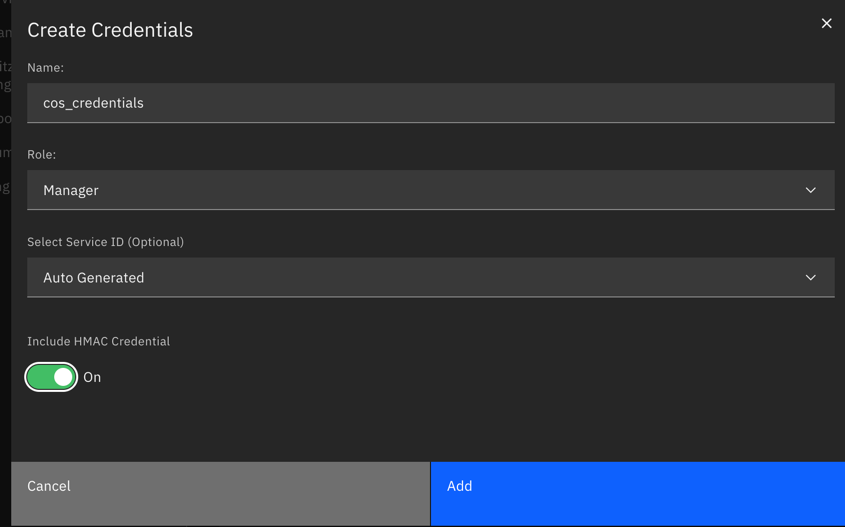 Create Credentials
Name:
cos_credentials
Role:
Manager
Select Service ID (Optional)
Auto Generated
Include HMAC Credential
On
Cancel
Add